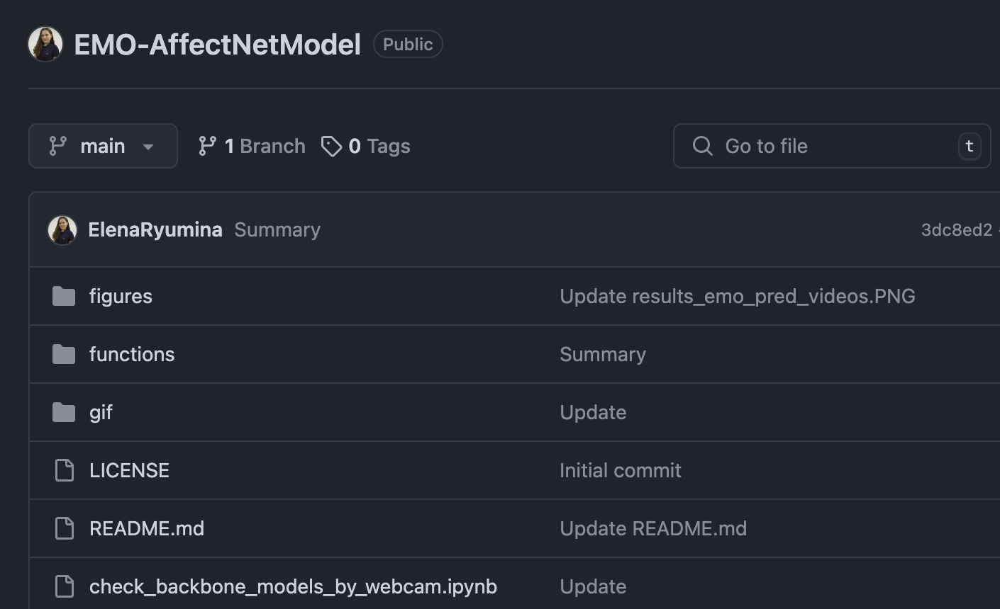 EMO-AffectNetModel Public
main 1 Branch 0 Tags Go to file t
ElenaRyumina Summary 3dc8ed2
figures Update results_emo_pred_videos.PNG
functions Summary
gif Update
LICENSE Initial commit
README.md Update README.md
check_backbone_models_by_webcam.ipynb Update